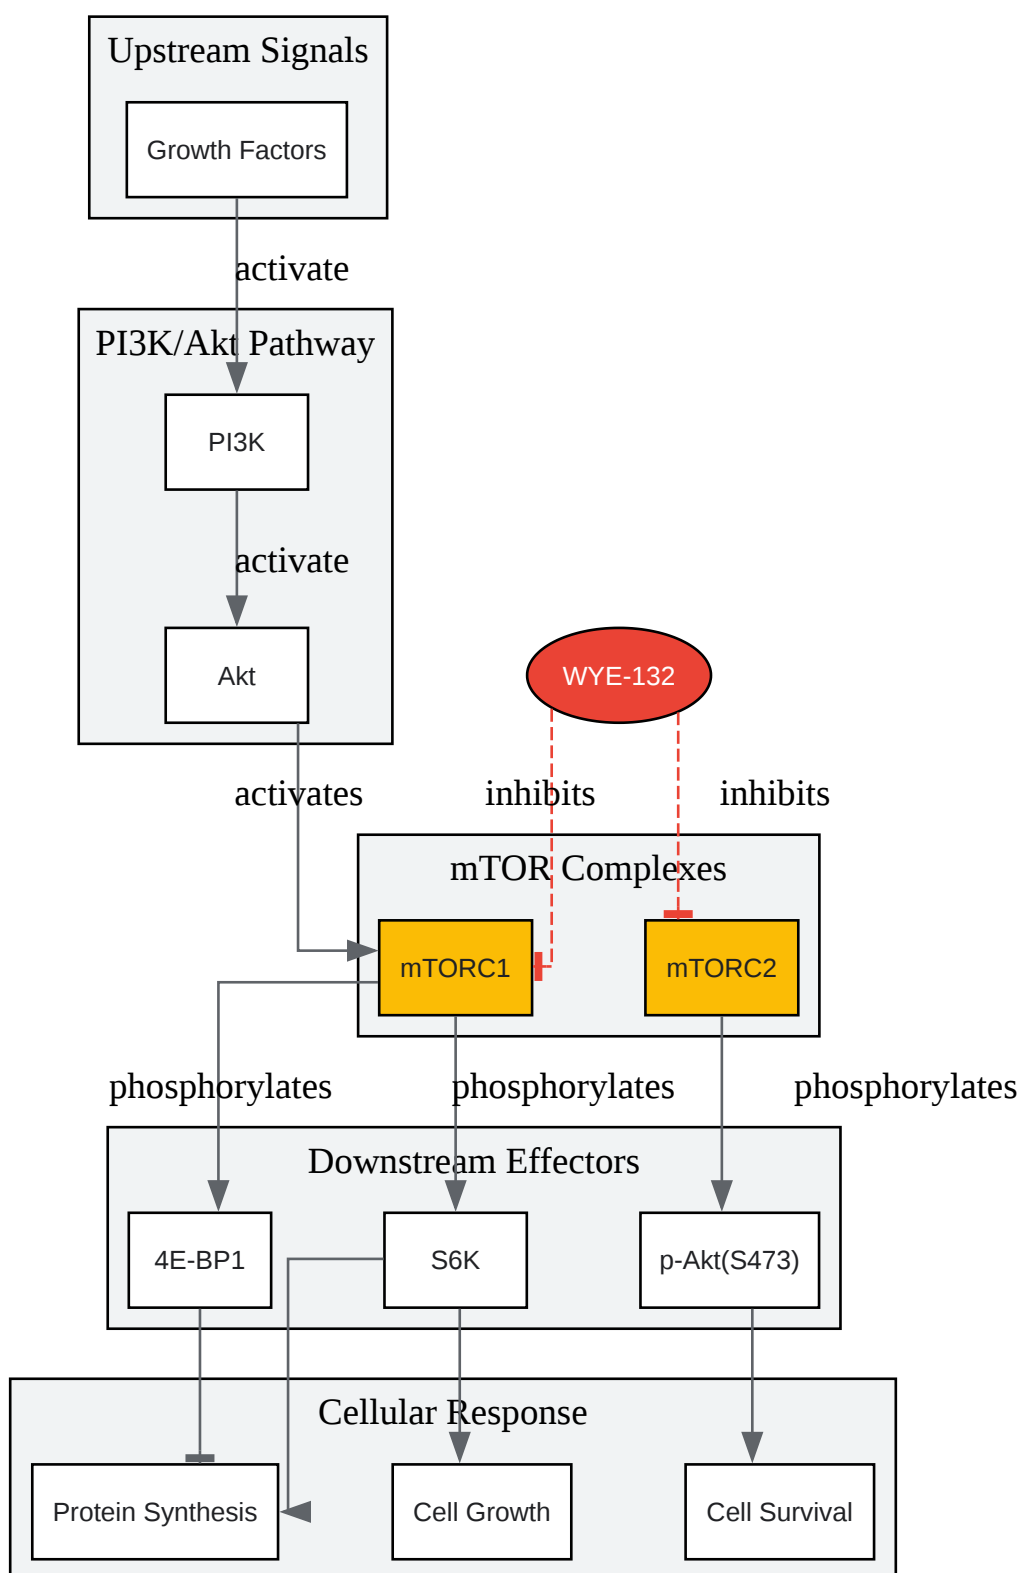 Upstream Signals
Growth Factors
activate
PI3K/Akt Pathway
PI3K
activate
Akt
WYE-132
activates
inhibits
inhibits
mTOR Complexes
mTORC1
mTORC2
phosphorylates
phosphorylates
phosphorylates
Downstream Effectors
4E-BP1
S6K
p-Akt(S473)
Cellular Response
Protein Synthesis
Cell Growth
Cell Survival